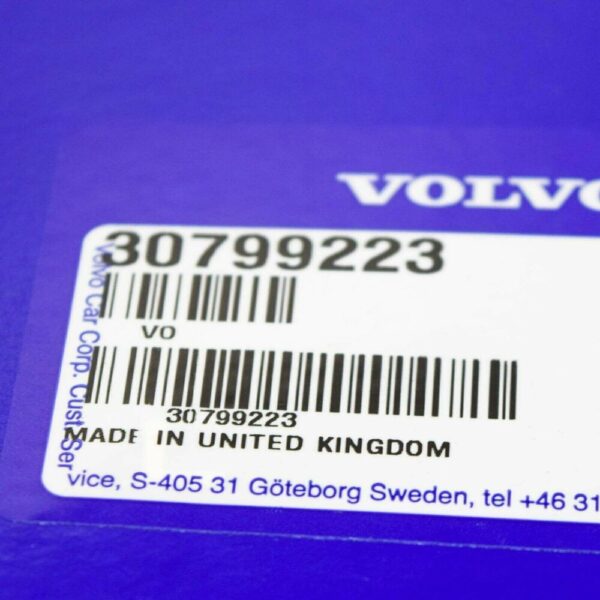 VOLVO
30799223
VO
30799223
MADE IN UNITED KINGDOM
Volvo Car Corp. Cust Ser
vice, S-405 31 Göteborg Sweden, tel +46 31